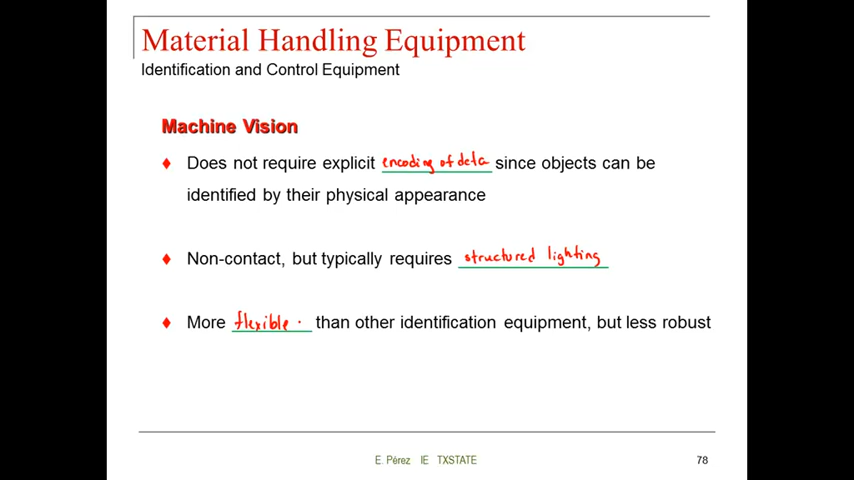 Material Handling Equipment
Identification and Control Equipment
Machine Vision
♦ Does not require explicit encoding of data since objects can be
identified by their physical appearance
♦ Non-contact, but typically requires structured lighting
♦ More flexible than other identification equipment, but less robust
E. Pérez IE TXSTATE
78